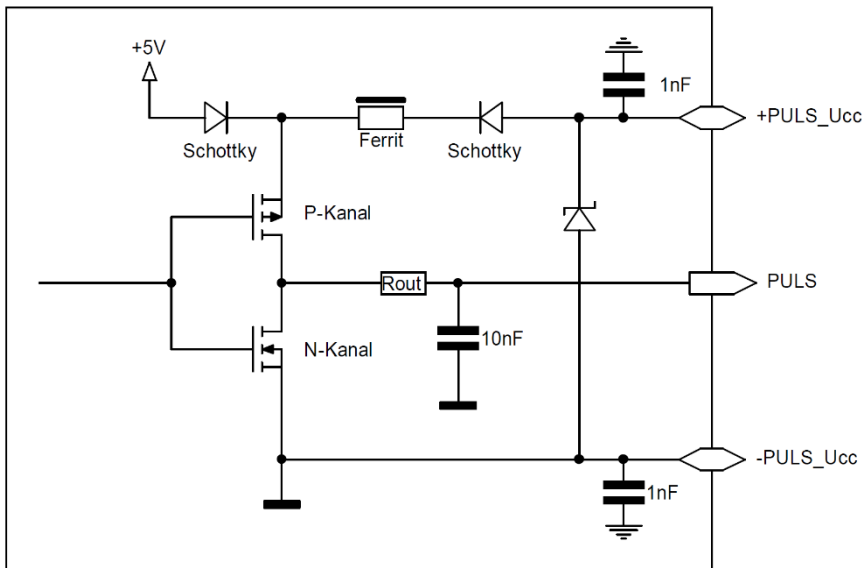 +5V
1nF
+PULS_Ucc
Schottky
Ferrit
Schottky
P-Kanal
Rout
PULS
N-Kanal
10nF
-PULS_Ucc
1nF